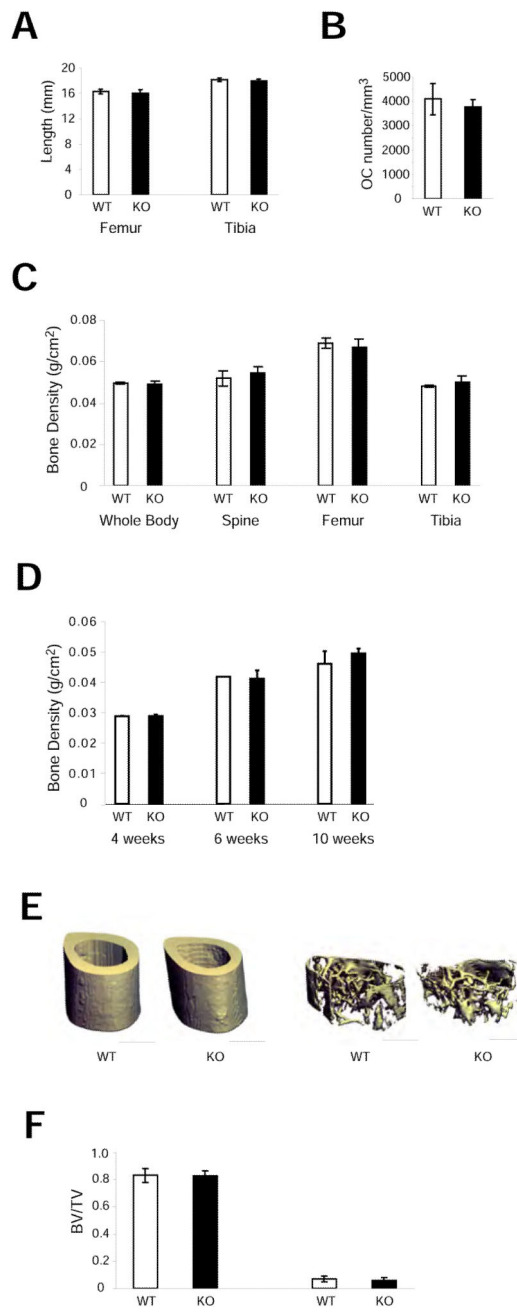 A
Length (mm)
20
16
12
8
4
0
WT KO WT KO
Femur Tibia
B
OC number/mm3
5000
4000
3000
2000
1000
0
WT KO
C
Bone Density (g/cm2)
0.08
0.06
0.04
0.02
0
WT KO WT KO WT KO WT KO
Whole Body Spine Femur Tibia
D
Bone Density (g/cm2)
0.06
0.05
0.04
0.03
0.02
0.01
0
WT KO WT KO WT KO
4 weeks 6 weeks 10 weeks
E
WT KO WT KO
F
BV/TV
1.0
0.8
0.6
0.4
0.2
0
WT KO WT KO